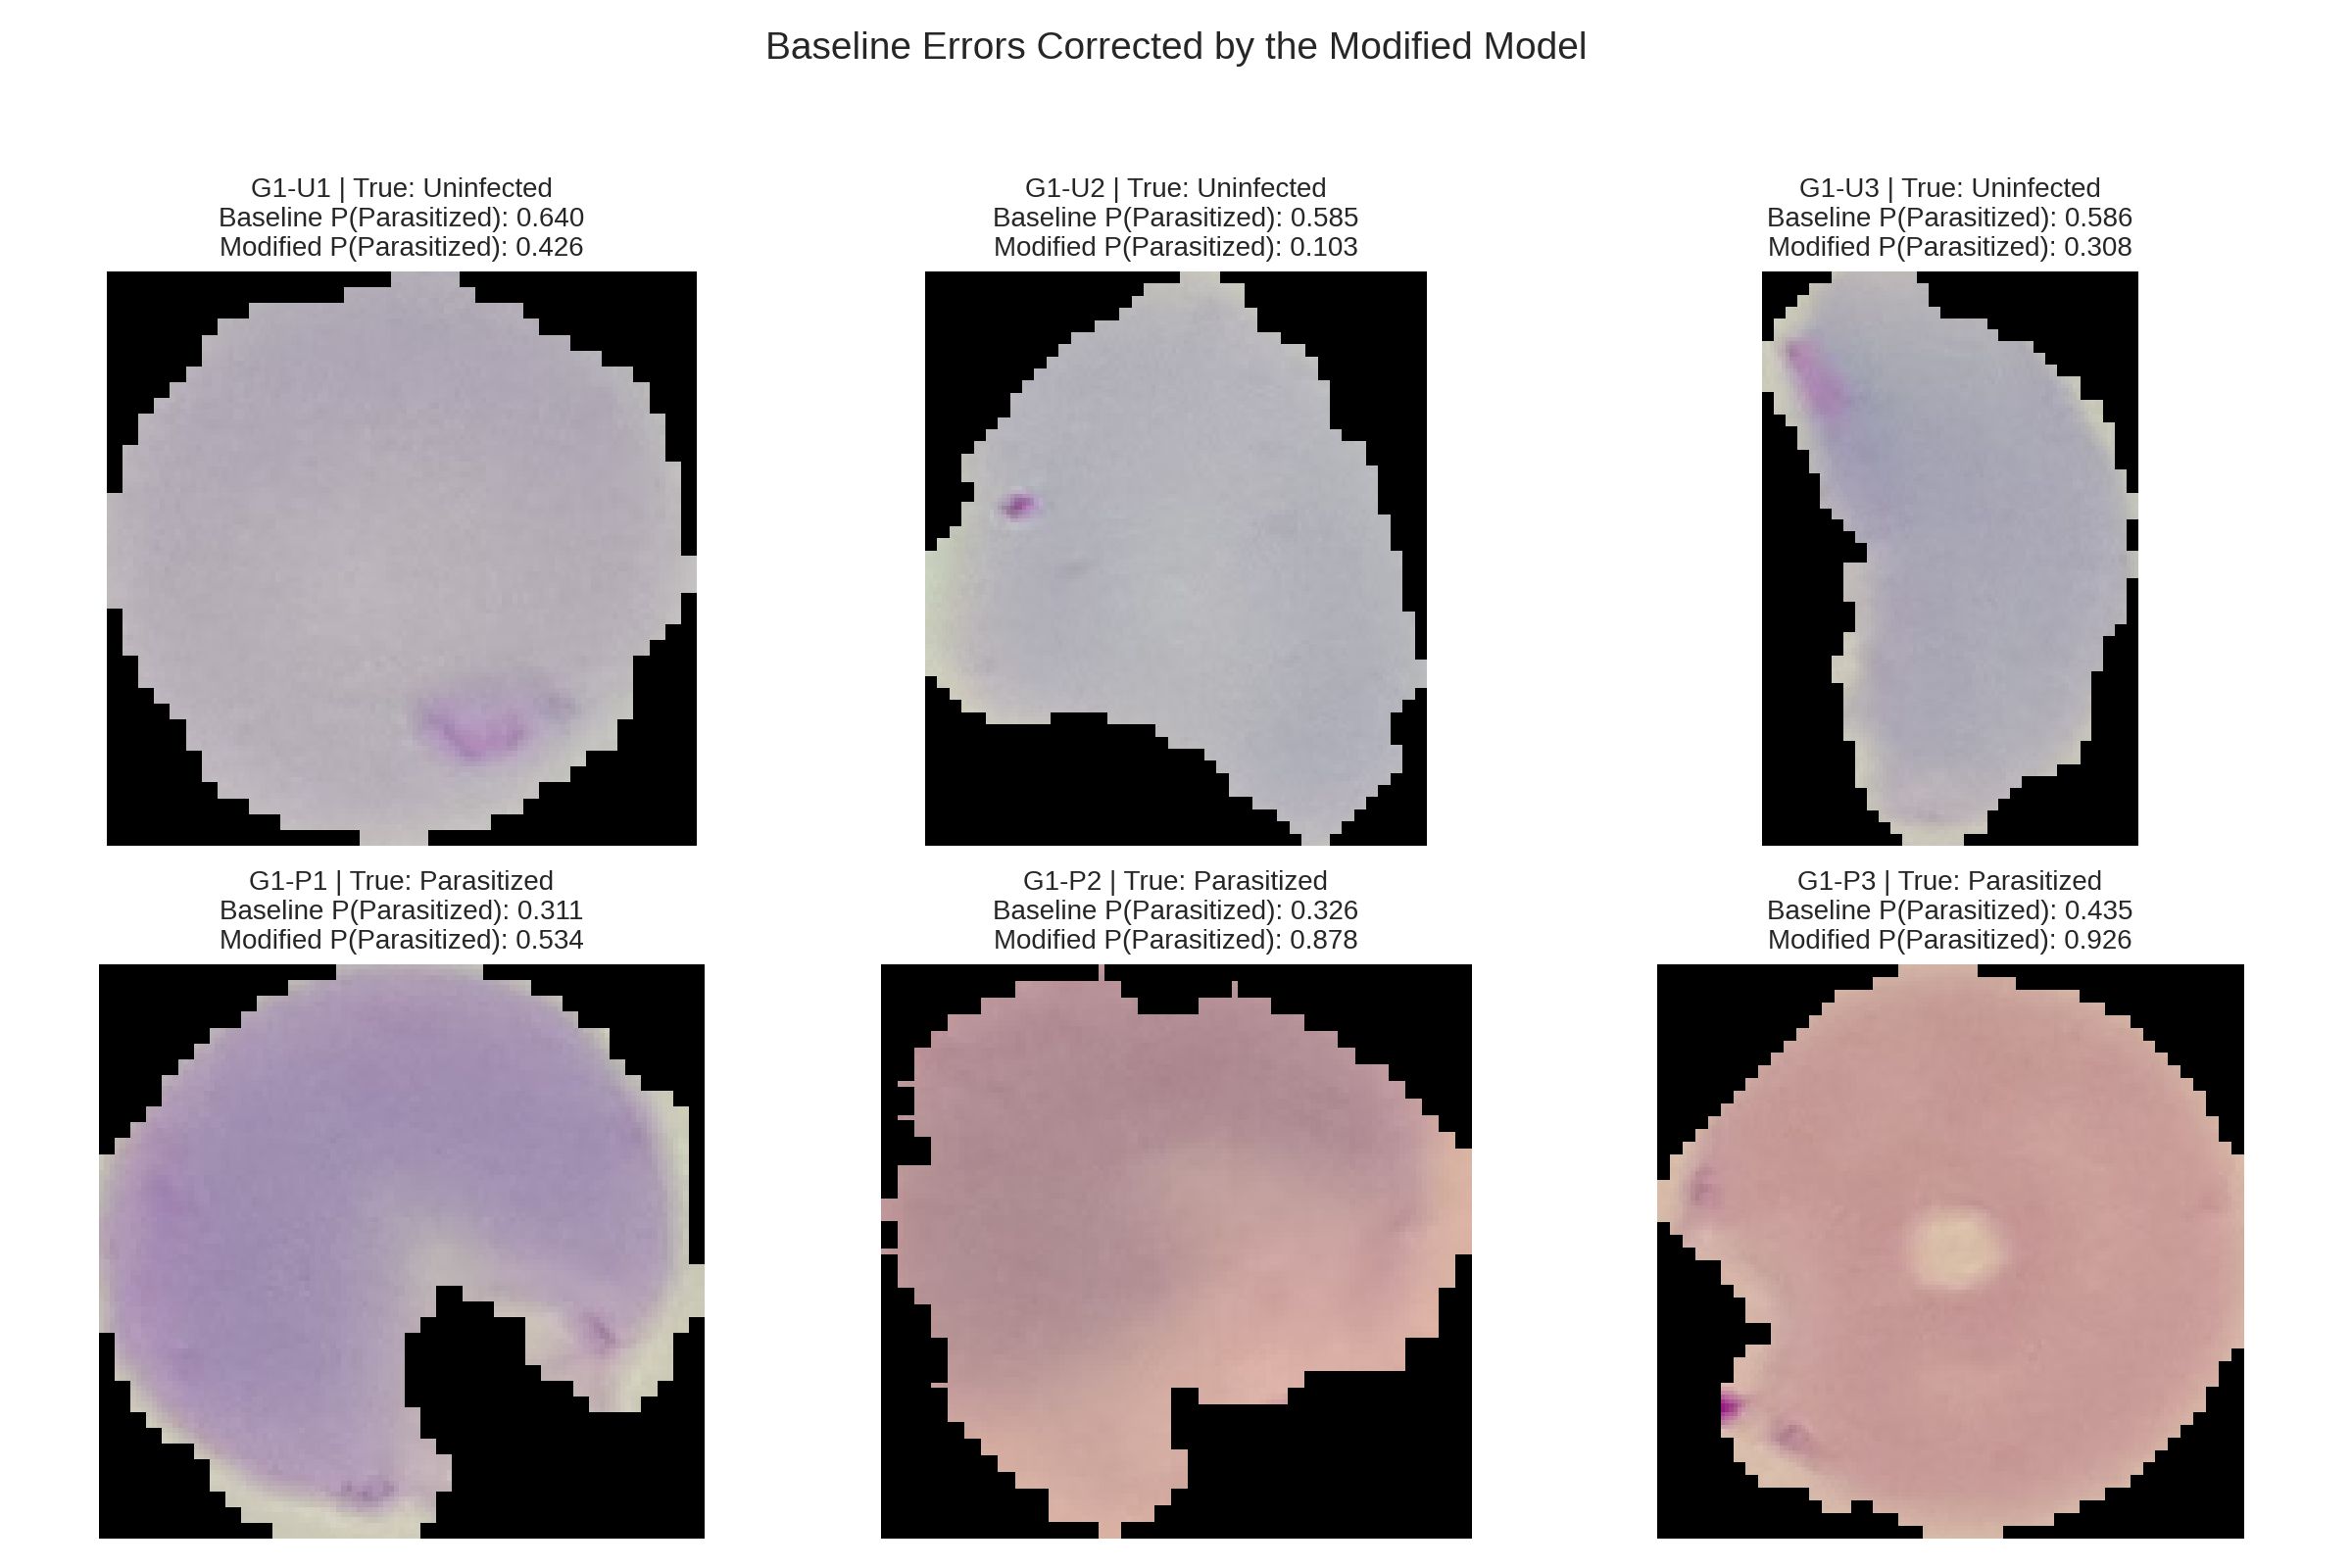 Baseline Errors Corrected by the Modified Model
G1-U1 | True: Uninfected
Baseline P(Parasitized): 0.640
Modified P(Parasitized): 0.426
G1-U2 | True: Uninfected
Baseline P(Parasitized): 0.585
Modified P(Parasitized): 0.103
G1-U3 | True: Uninfected
Baseline P(Parasitized): 0.586
Modified P(Parasitized): 0.308
G1-P1 | True: Parasitized
Baseline P(Parasitized): 0.311
Modified P(Parasitized): 0.534
G1-P2 | True: Parasitized
Baseline P(Parasitized): 0.326
Modified P(Parasitized): 0.878
G1-P3 | True: Parasitized
Baseline P(Parasitized): 0.435
Modified P(Parasitized): 0.926